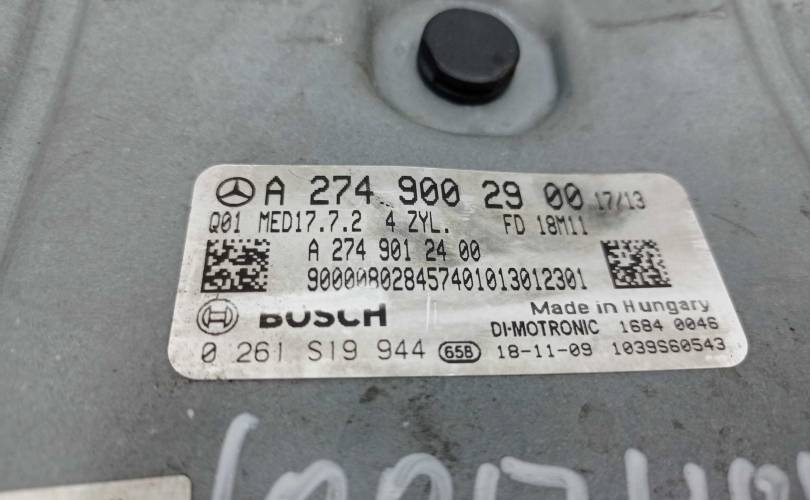 A 274 900 29 00 17/13
Q01 MED17.7.2 4 ZYL. FD 18M11
A 274 901 24 00
900008028457401013012301
BOSCH Made in Hungary
DI-MOTRONIC 1684 0046
0 261 S19 944 658 18-11-09 1039S60543